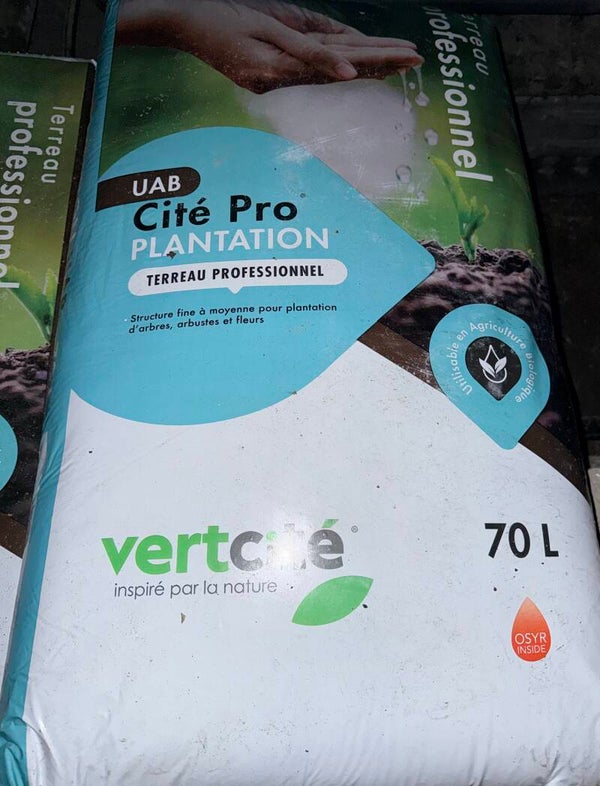 Terreau
professionnel
Terreau
professionnel
UAB
Cité Pro
PLANTATION
TERREAU PROFESSIONNEL
· Structure fine à moyenne pour plantation
d'arbres, arbustes et fleurs
Utilisable en Agriculture Biologique
vertcité®
inspiré par la nature
70 L
OSYR
INSIDE